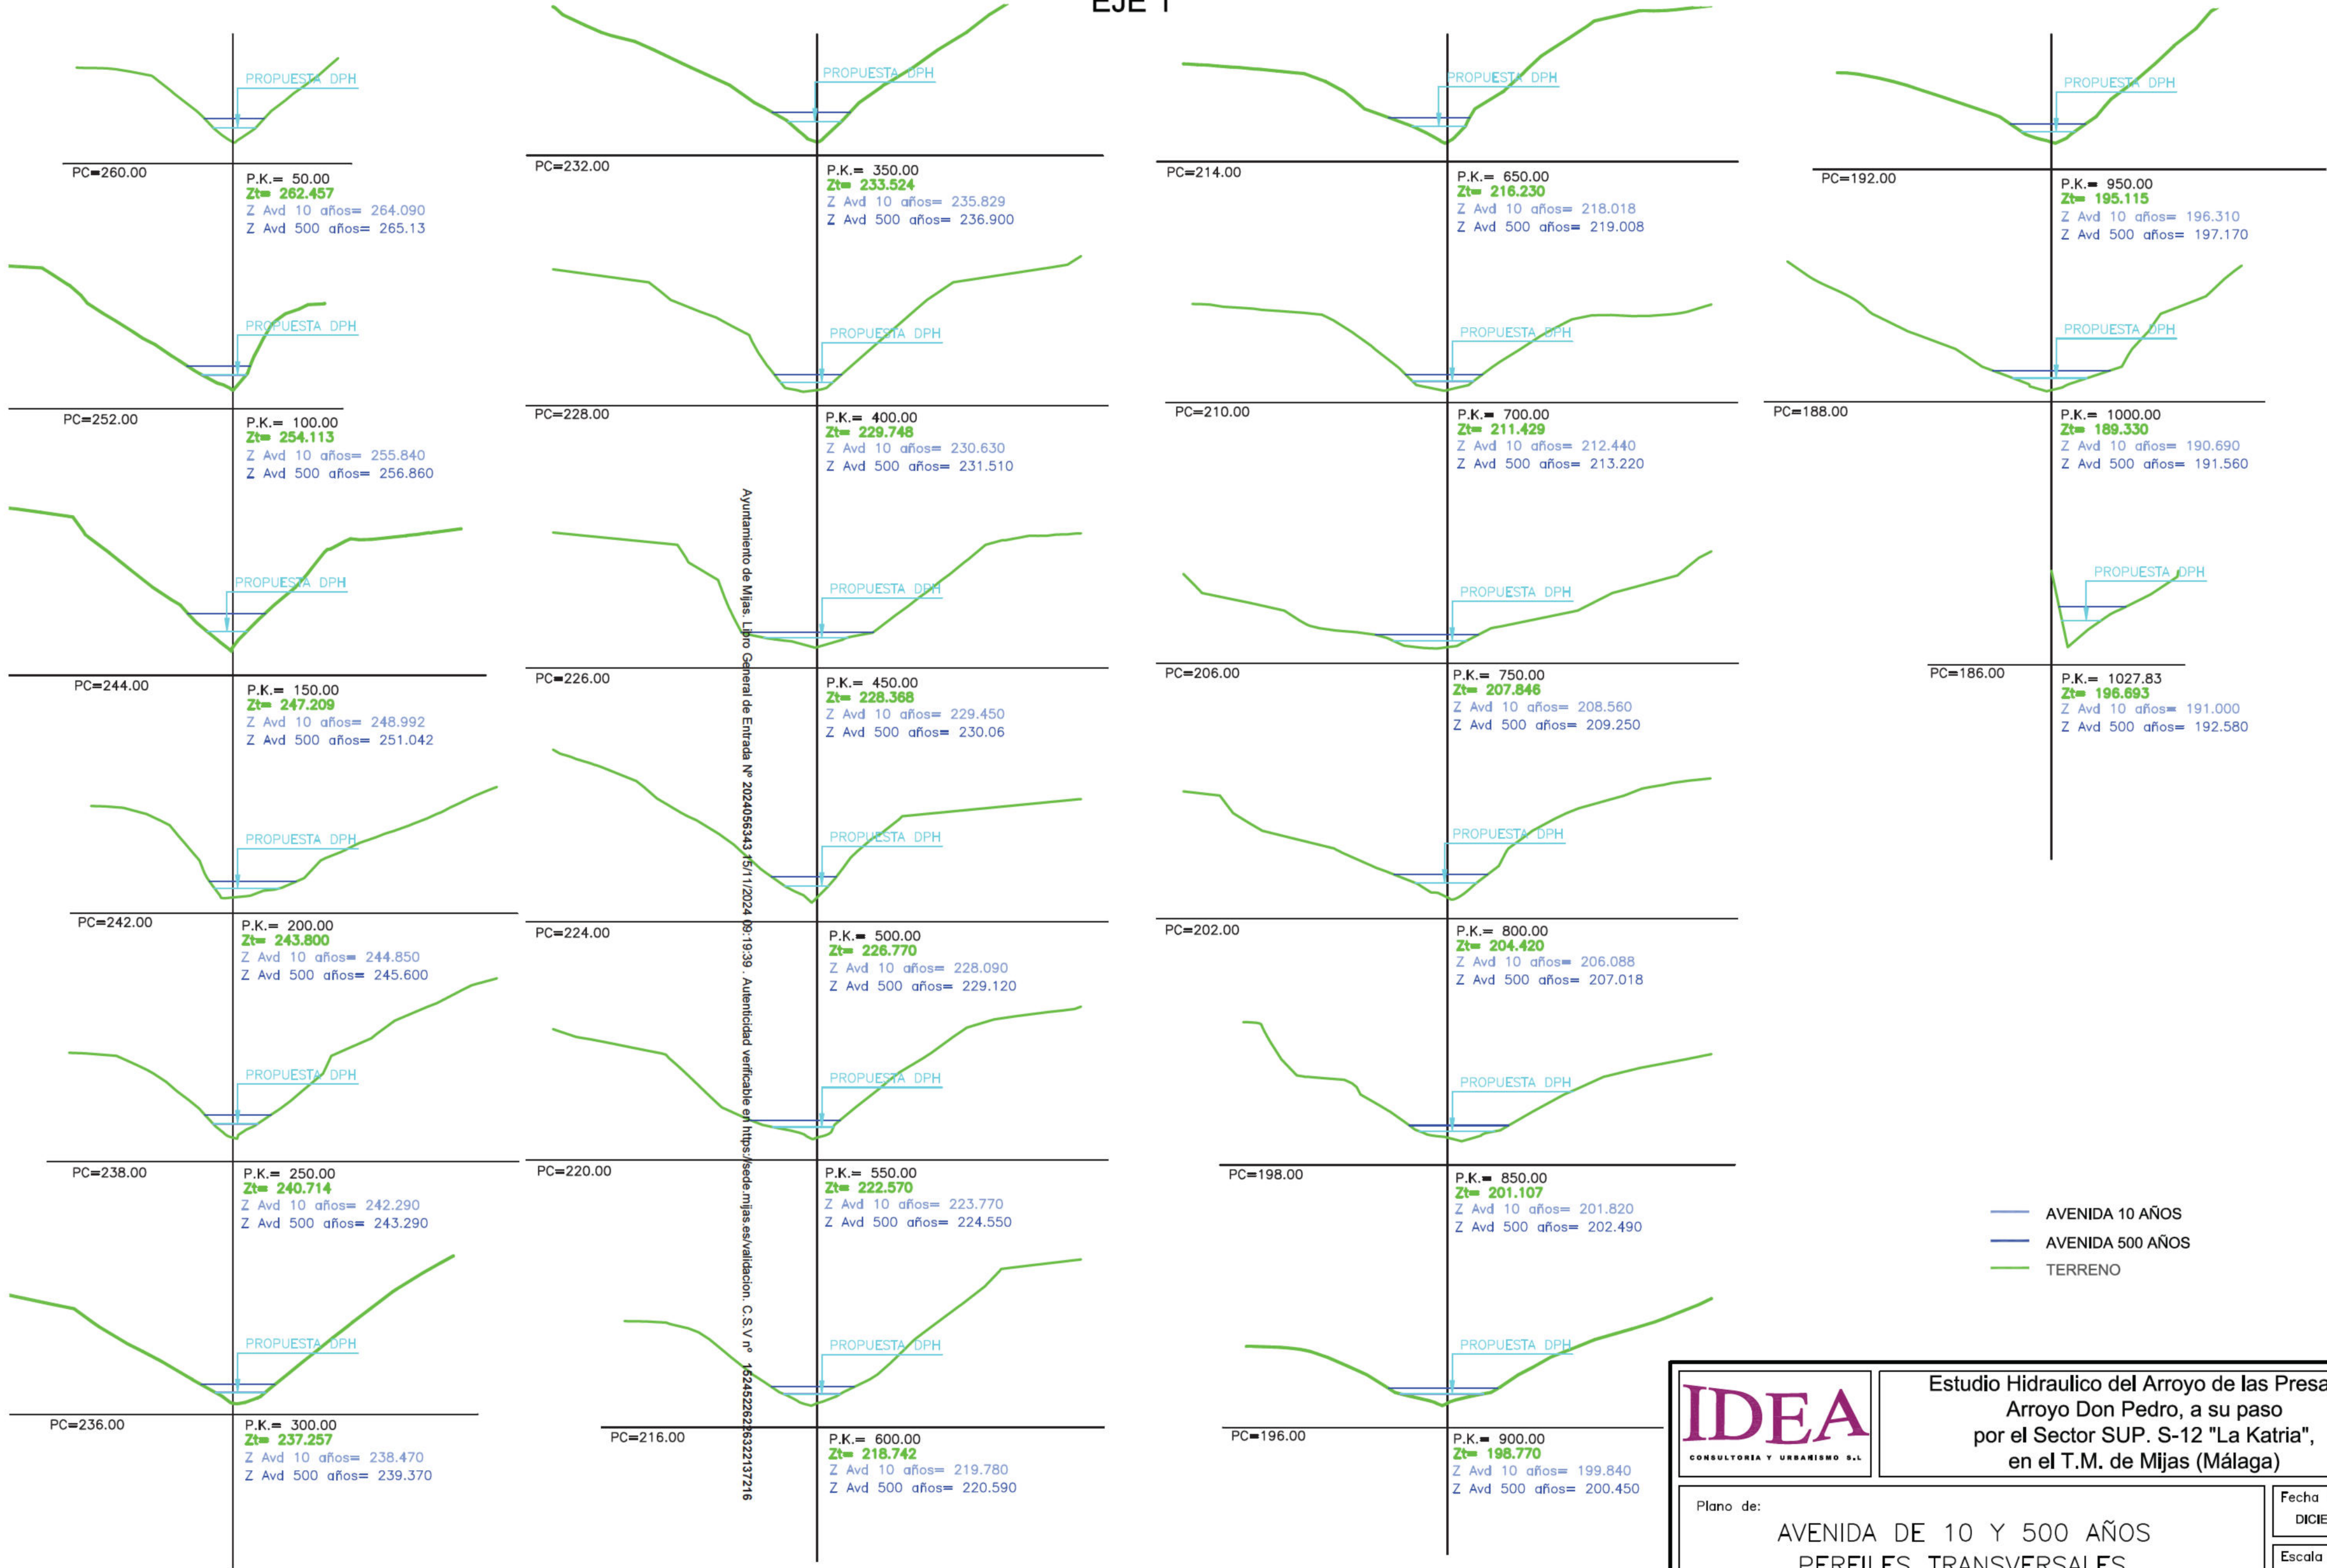 EJE 1
PROPUESTA DPH
PC=260.00
P.K.= 50.00
Zt= 262.457
Z Avd 10 años= 264.090
Z Avd 500 años= 265.13
PROPUESTA DPH
PC=252.00
P.K.= 100.00
Zt= 254.113
Z Avd 10 años= 255.840
Z Avd 500 años= 256.860
PROPUESTA DPH
PC=244.00
P.K.= 150.00
Zt= 247.209
Z Avd 10 años= 248.992
Z Avd 500 años= 251.042
PROPUESTA DPH
PC=242.00
P.K.= 200.00
Zt= 243.800
Z Avd 10 años= 244.850
Z Avd 500 años= 245.600
PROPUESTA DPH
PC=238.00
P.K.= 250.00
Zt= 240.714
Z Avd 10 años= 242.290
Z Avd 500 años= 243.290
PROPUESTA DPH
PC=236.00
P.K.= 300.00
Zt= 237.257
Z Avd 10 años= 238.470
Z Avd 500 años= 239.370
PROPUESTA DPH
PC=232.00
P.K.= 350.00
Zt= 233.524
Z Avd 10 años= 235.829
Z Avd 500 años= 236.900
PROPUESTA DPH
PC=228.00
P.K.= 400.00
Zt= 229.748
Z Avd 10 años= 230.630
Z Avd 500 años= 231.510
PROPUESTA DPH
PC=226.00
P.K.= 450.00
Zt= 228.368
Z Avd 10 años= 229.450
Z Avd 500 años= 230.06
PROPUESTA DPH
PC=224.00
P.K.= 500.00
Zt= 226.770
Z Avd 10 años= 228.090
Z Avd 500 años= 229.120
PROPUESTA DPH
PC=220.00
P.K.= 550.00
Zt= 222.570
Z Avd 10 años= 223.770
Z Avd 500 años= 224.550
PROPUESTA DPH
PC=216.00
P.K.= 600.00
Zt= 218.742
Z Avd 10 años= 219.780
Z Avd 500 años= 220.590
Ayuntamiento de Mijas. Libro General de Entrada Nº 2024056343 15/11/2024 09:19:39 . Autenticidad verificable en https://sede.mijas.es/validacion. C.S.V nº
PROPUESTA DPH
PC=214.00
P.K.= 650.00
Zt= 216.230
Z Avd 10 años= 218.018
Z Avd 500 años= 219.008
PROPUESTA DPH
PC=210.00
P.K.= 700.00
Zt= 211.429
Z Avd 10 años= 212.440
Z Avd 500 años= 213.220
PROPUESTA DPH
PC=206.00
P.K.= 750.00
Zt= 207.846
Z Avd 10 años= 208.560
Z Avd 500 años= 209.250
PROPUESTA DPH
PC=202.00
P.K.= 800.00
Zt= 204.420
Z Avd 10 años= 206.088
Z Avd 500 años= 207.018
PROPUESTA DPH
PC=198.00
P.K.= 850.00
Zt= 201.107
Z Avd 10 años= 201.820
Z Avd 500 años= 202.490
PROPUESTA DPH
PC=196.00
P.K.= 900.00
Zt= 198.770
Z Avd 10 años= 199.840
Z Avd 500 años= 200.450
PROPUESTA DPH
PC=192.00
P.K.= 950.00
Zt= 195.115
Z Avd 10 años= 196.310
Z Avd 500 años= 197.170
PROPUESTA DPH
PC=188.00
P.K.= 1000.00
Zt= 189.330
Z Avd 10 años= 190.690
Z Avd 500 años= 191.560
PROPUESTA DPH
PC=186.00
P.K.= 1027.83
Zt= 196.693
Z Avd 10 años= 191.000
Z Avd 500 años= 192.580
AVENIDA 10 AÑOS
AVENIDA 500 AÑOS
TERRENO
IDEA
CONSULTORIA Y URBANISMO S.L
Estudio Hidraulico del Arroyo de las Presa
Arroyo Don Pedro, a su paso
por el Sector SUP. S-12 "La Katria",
en el T.M. de Mijas (Málaga)
Plano de:
AVENIDA DE 10 Y 500 AÑOS
PERFILES TRANSVERSALES
Fecha
DICIE
Escala